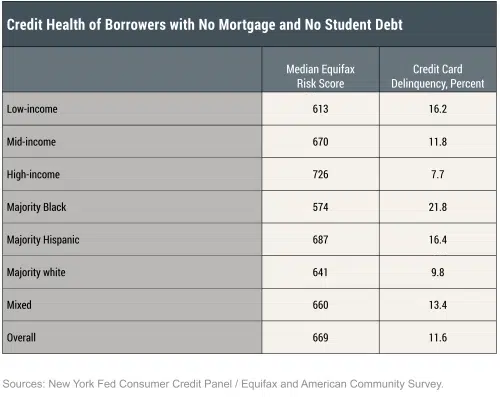 Credit Health of Borrowers with No Mortgage and No Student Debt
Median Equifax
Risk Score
Credit Card
Delinquency, Percent
Low-income 613 16.2
Mid-income 670 11.8
High-income 726 7.7
Majority Black 574 21.8
Majority Hispanic 687 16.4
Majority white 641 9.8
Mixed 660 13.4
Overall 669 11.6
Sources: New York Fed Consumer Credit Panel / Equifax and American Community Survey.